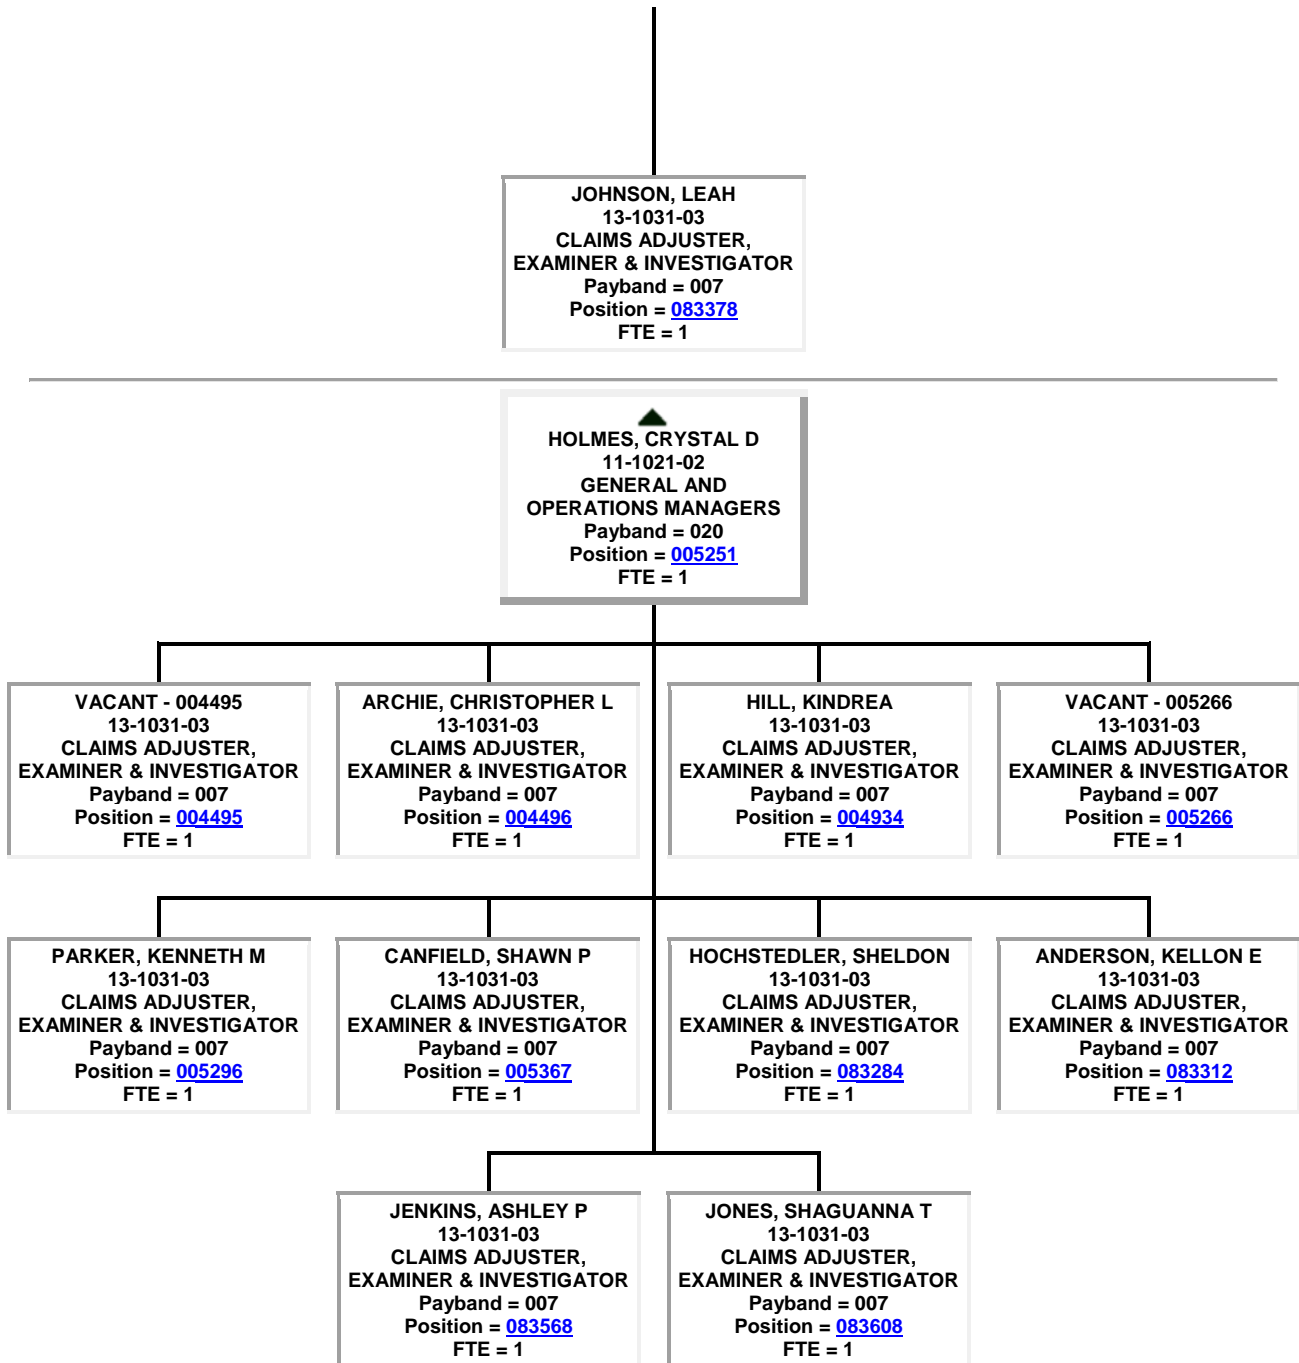 JOHNSON, LEAH
13-1031-03
CLAIMS ADJUSTER,
EXAMINER & INVESTIGATOR
Payband = 007
Position = 083378
FTE = 1
HOLMES, CRYSTAL D
11-1021-02
GENERAL AND
OPERATIONS MANAGERS
Payband = 020
Position = 005251
FTE = 1
VACANT - 004495
13-1031-03
CLAIMS ADJUSTER,
EXAMINER & INVESTIGATOR
Payband = 007
Position = 004495
FTE = 1
ARCHIE, CHRISTOPHER L
13-1031-03
CLAIMS ADJUSTER,
EXAMINER & INVESTIGATOR
Payband = 007
Position = 004496
FTE = 1
HILL, KINDREA
13-1031-03
CLAIMS ADJUSTER,
EXAMINER & INVESTIGATOR
Payband = 007
Position = 004934
FTE = 1
VACANT - 005266
13-1031-03
CLAIMS ADJUSTER,
EXAMINER & INVESTIGATOR
Payband = 007
Position = 005266
FTE = 1
PARKER, KENNETH M
13-1031-03
CLAIMS ADJUSTER,
EXAMINER & INVESTIGATOR
Payband = 007
Position = 005296
FTE = 1
CANFIELD, SHAWN P
13-1031-03
CLAIMS ADJUSTER,
EXAMINER & INVESTIGATOR
Payband = 007
Position = 005367
FTE = 1
HOCHSTEDLER, SHELDON
13-1031-03
CLAIMS ADJUSTER,
EXAMINER & INVESTIGATOR
Payband = 007
Position = 083284
FTE = 1
ANDERSON, KELLON E
13-1031-03
CLAIMS ADJUSTER,
EXAMINER & INVESTIGATOR
Payband = 007
Position = 083312
FTE = 1
JENKINS, ASHLEY P
13-1031-03
CLAIMS ADJUSTER,
EXAMINER & INVESTIGATOR
Payband = 007
Position = 083568
FTE = 1
JONES, SHAGUANNA T
13-1031-03
CLAIMS ADJUSTER,
EXAMINER & INVESTIGATOR
Payband = 007
Position = 083608
FTE = 1